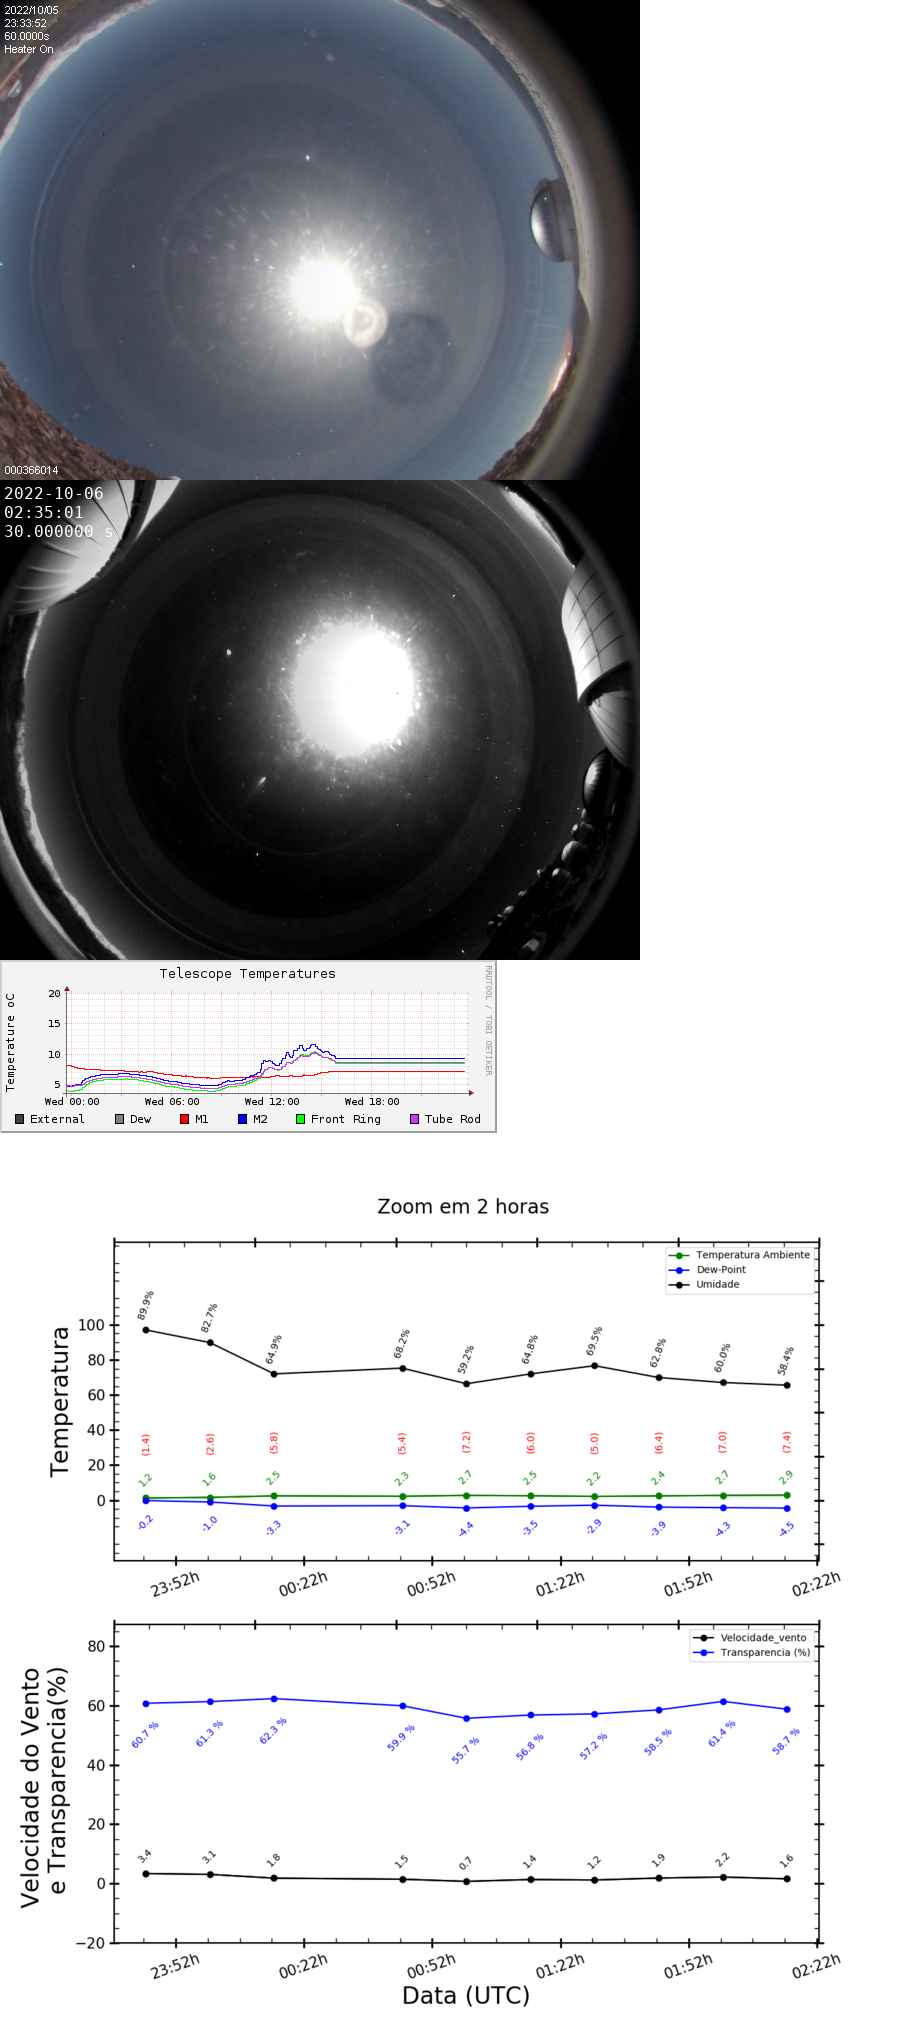 2022/10/05
23:33:52
60.0000s
Heater On
000366014
2022-10-06
02:35:01
30.000000 s
Telescope Temperatures
RRDTOOL / TOBI OETIKER
Temperature oC
20
15
10
5
Wed 00:00 Wed 06:00 Wed 12:00 Wed 18:00
External Dew M1 M2 Front Ring Tube Rod
Zoom em 2 horas
Temperatura Ambiente
Dew-Point
Umidade
Temperatura
100
80
60
40
20
0
89.9% 82.7% 64.9% 68.2% 59.2% 64.8% 69.5% 62.8% 60.0% 58.4%
(1.4) (2.6) (5.8) (5.4) (7.2) (6.0) (5.0) (6.4) (7.0) (7.4)
1.2 1.6 2.5 2.3 2.7 2.5 2.2 2.4 2.7 2.9
-0.2 -1.0 -3.3 -3.1 -4.4 -3.5 -2.9 -3.9 -4.3 -4.5
23:52h 00:22h 00:52h 01:22h 01:52h 02:22h
Velocidade_vento
Transparencia (%)
Velocidade do Vento
e Transparencia(%)
80
60
40
20
0
−20
60.7 % 61.3 % 62.3 % 59.9 % 55.7 % 56.8 % 57.2 % 58.5 % 61.4 % 58.7 %
3.4 3.1 1.8 1.5 0.7 1.4 1.2 1.9 2.2 1.6
23:52h 00:22h 00:52h 01:22h 01:52h 02:22h
Data (UTC)